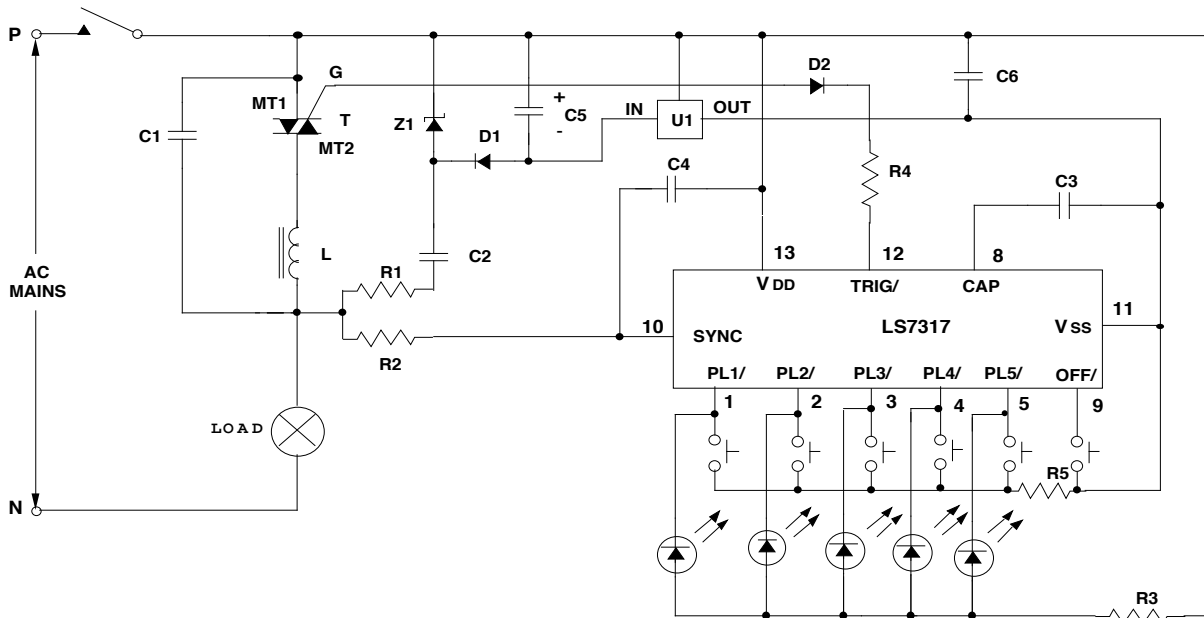 P
G
D2
C6
MT1
T
+
C5
-
IN
U1
OUT
C1
MT2
Z1
D1
C4
R4
C3
L
C2
R1
13
12
8
AC
MAINS
V DD
TRIG/
CAP
11
10
SYNC
LS7317
V SS
R2
PL1/
PL2/
PL3/
PL4/
PL5/
OFF/
1
2
3
4
5
9
LOAD
R5
N
R3